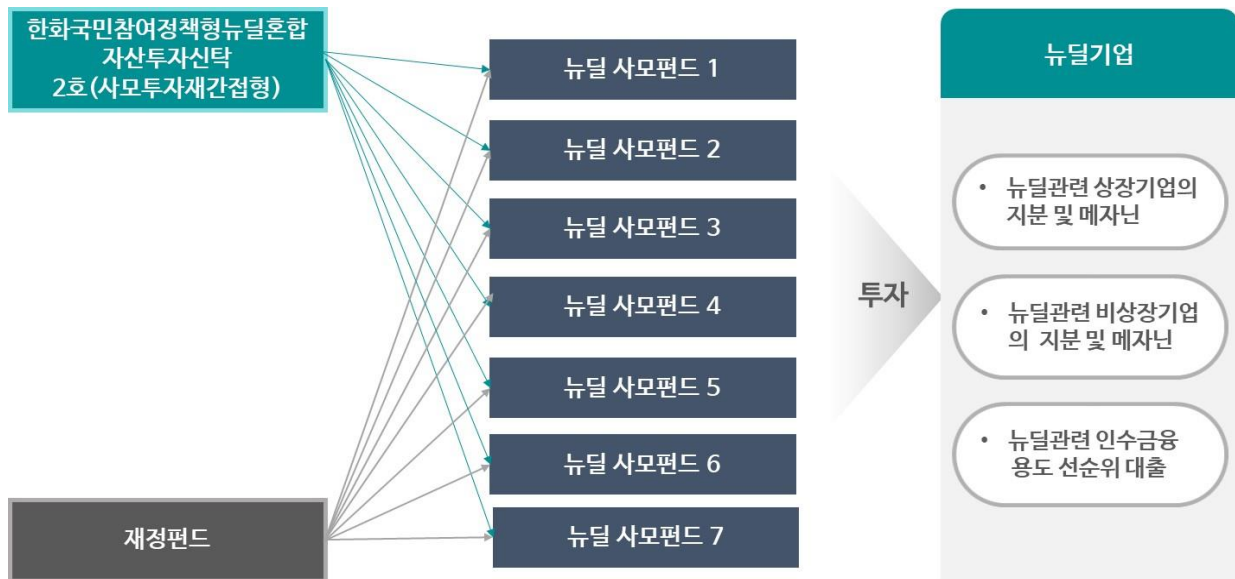 한화국민참여정책형뉴딜혼합
자산투자신탁
2호(사모투자재간접형)
재정펀드
뉴딜 사모펀드 1
뉴딜 사모펀드 2
뉴딜 사모펀드 3
뉴딜 사모펀드 4
뉴딜 사모펀드 5
뉴딜 사모펀드 6
뉴딜 사모펀드 7
투자
뉴딜기업
• 뉴딜관련 상장기업의
지분 및 메자닌
• 뉴딜관련 비상장기업
의 지분 및 메자닌
• 뉴딜관련 인수금융
용도 선순위 대출